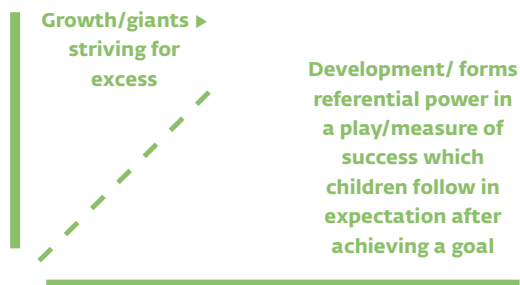 Growth/giants ▸
striving for
excess
Development/ forms
referential power in
a play/measure of
success which
children follow in
expectation after
achieving a goal